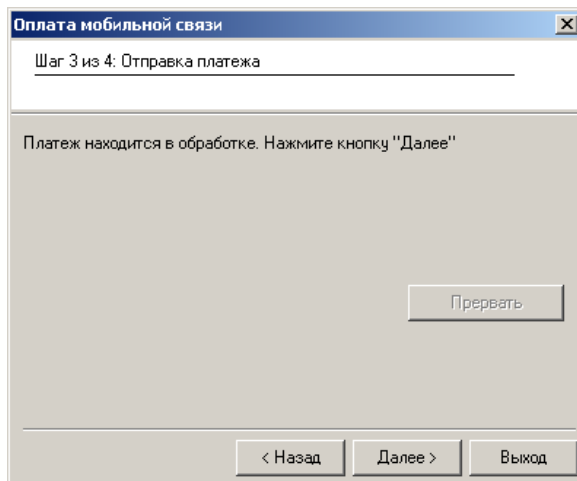 Оплата мобильной связи
Шаг 3 из 4: Отправка платежа
Платеж находится в обработке. Нажмите кнопку "Далее"
Прервать
< Назад
Далее >
Выход